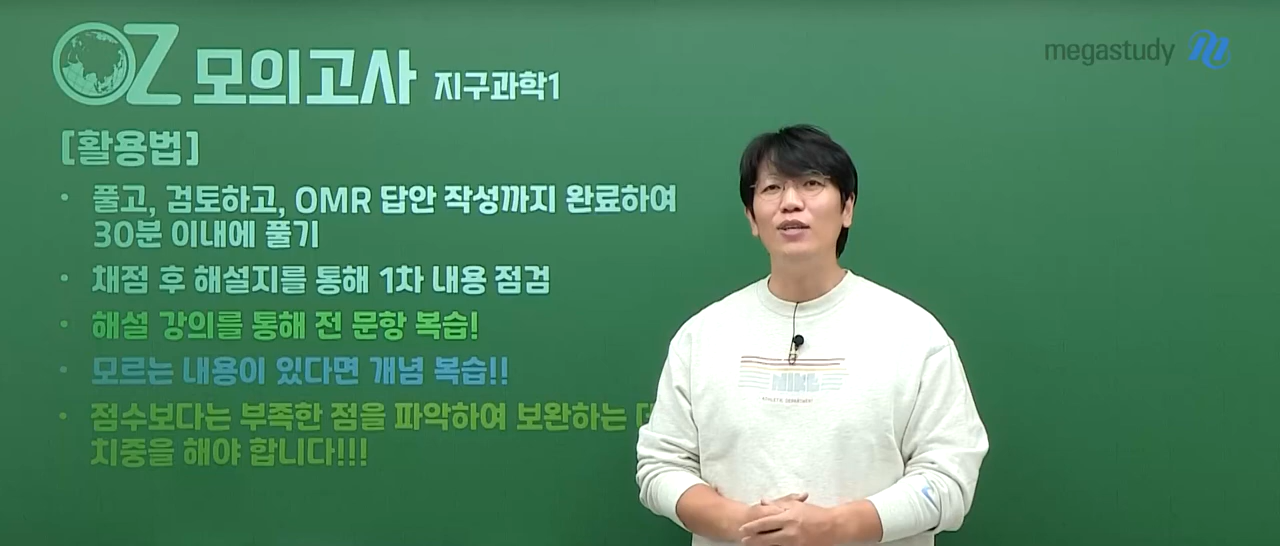 OZ 모의고사 지구과학1
megastudy
[활용법]
• 풀고, 검토하고, OMR 답안 작성까지 완료하여
30분 이내에 풀기
• 채점 후 해설지를 통해 1차 내용 점검
• 해설 강의를 통해 전 문항 복습!
• 모르는 내용이 있다면 개념 복습!!
• 점수보다는 부족한 점을 파악하여 보완하는
치중을 해야 합니다!!!
NIKE
ATHLETIC DEPARTMENT